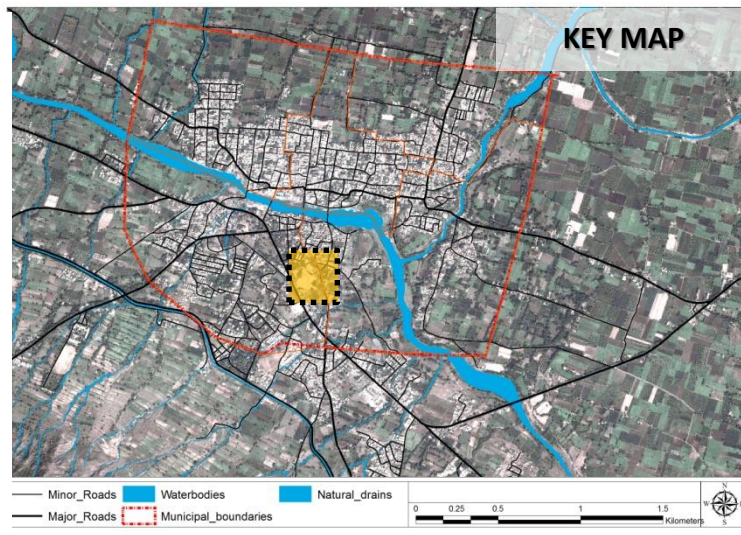 KEY MAP
Minor_Roads Waterbodies Natural_drains
Major_Roads Municipal_boundaries
0 0.25 0.5 1 1.5
Kilometers
N
W E
S